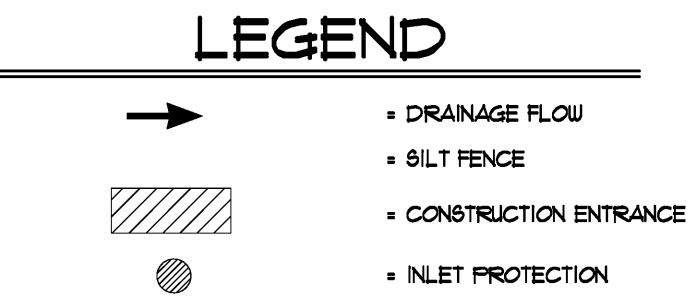 LEGEND
= DRAINAGE FLOW
= SILT FENCE
= CONSTRUCTION ENTRANCE
= INLET PROTECTION